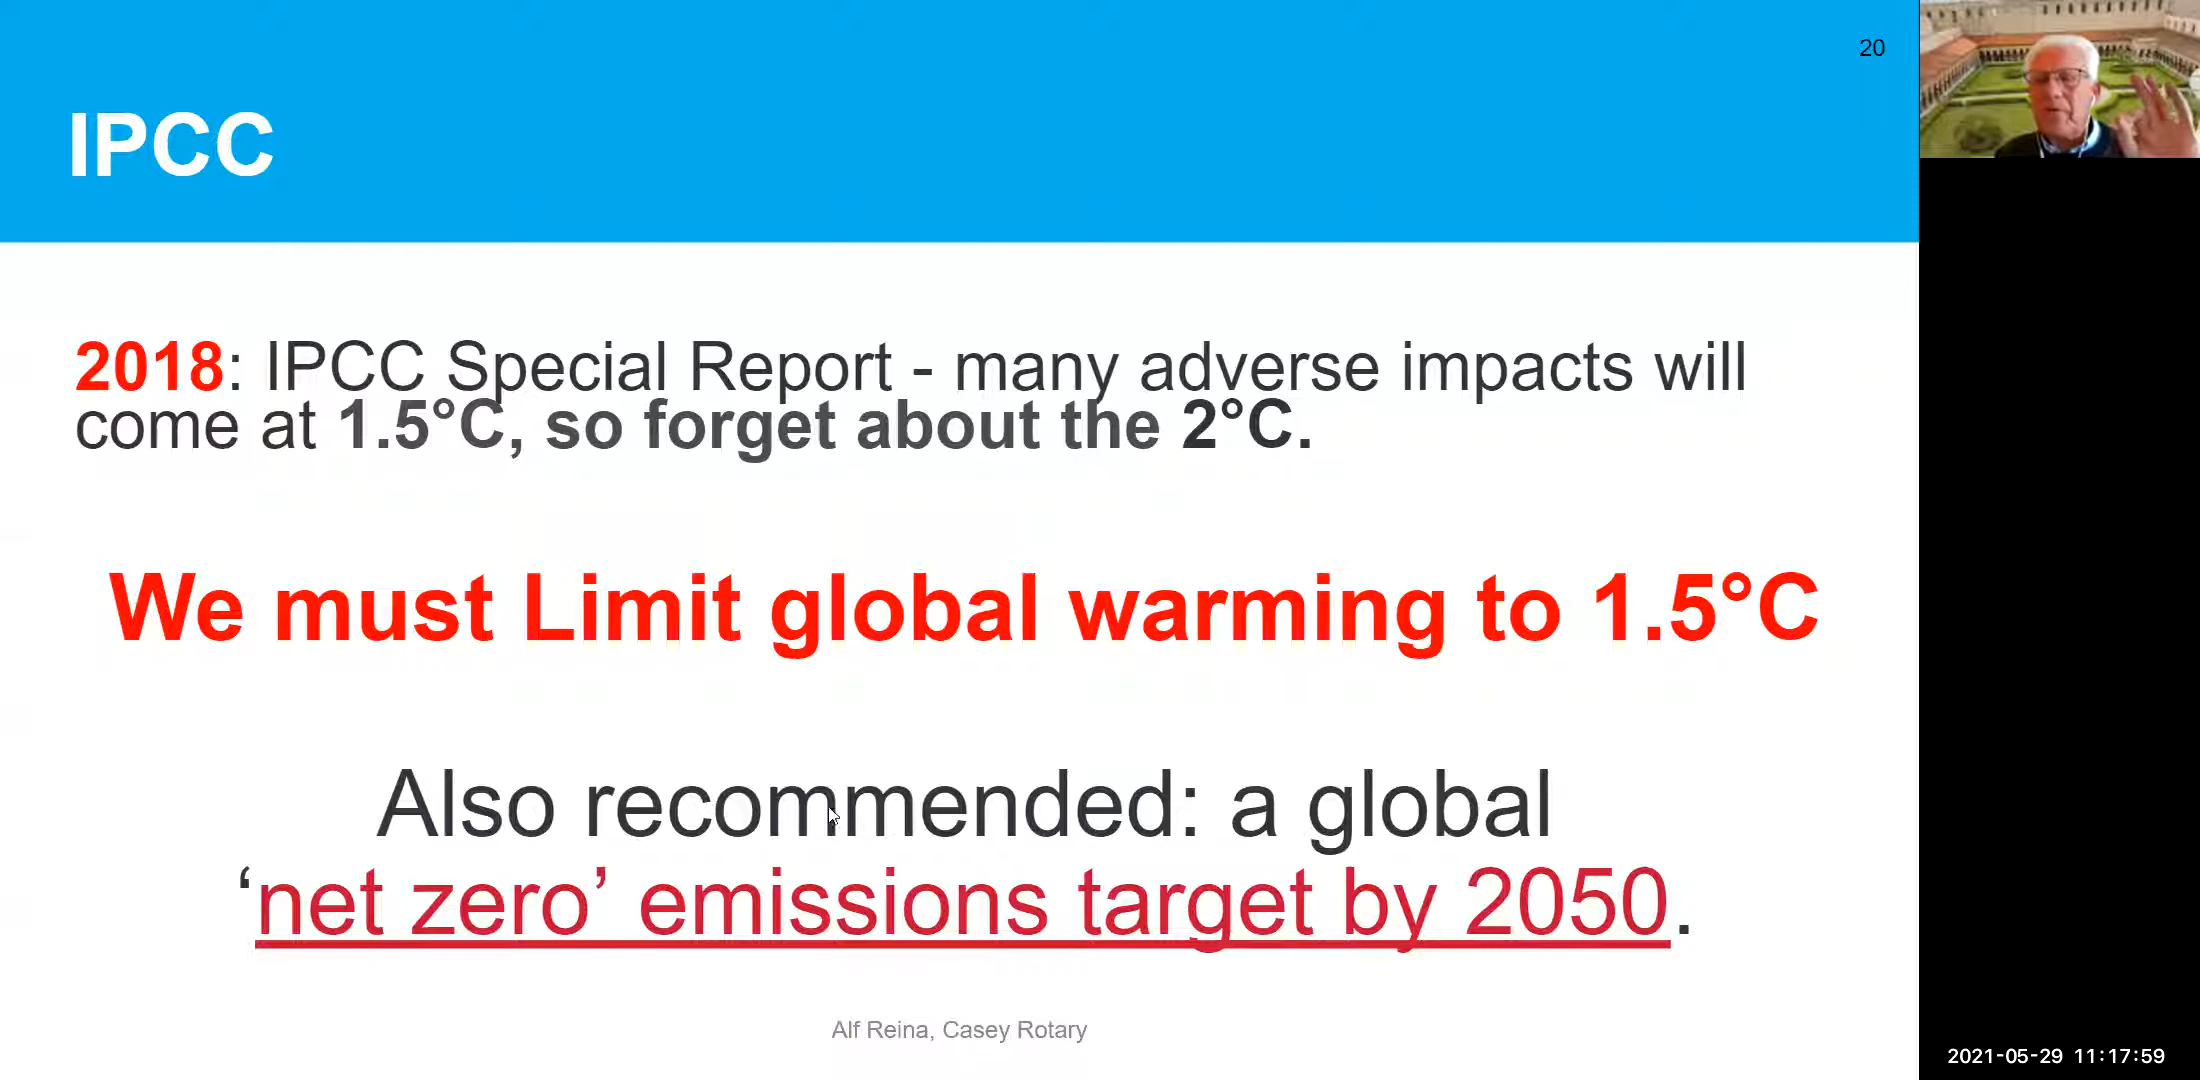 20
IPCC
2018: IPCC Special Report - many adverse impacts will
come at 1.5°C, so forget about the 2°C.
We must Limit global warming to 1.5°C
Also recommended: a global
‘net zero’ emissions target by 2050.
Alf Reina, Casey Rotary
2021-05-29 11:17:59